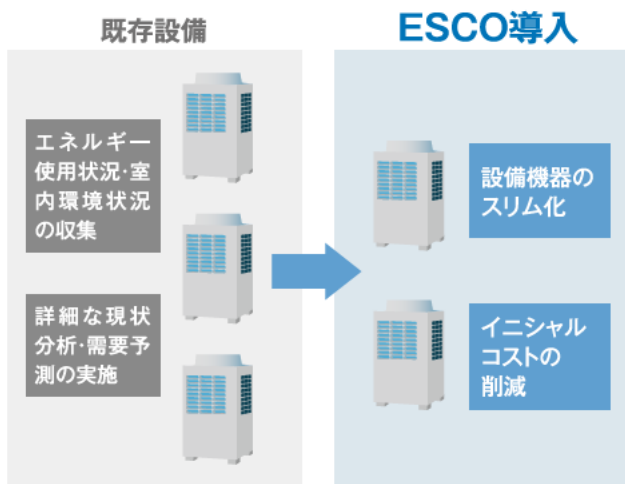 既存設備
エネルギー
使用状況・室
内環境状況
の収集
詳細な現状
分析・需要予
測の実施
ESCO導入
設備機器の
スリム化
イニシャル
コストの
削減